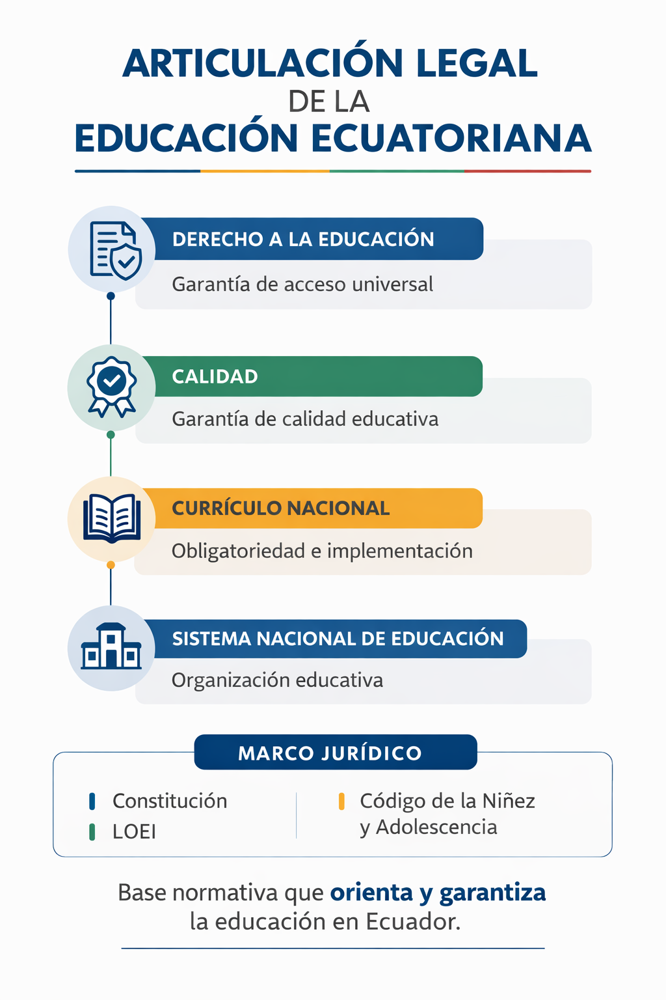 ARTICULACIÓN LEGAL
DE LA
EDUCACIÓN ECUATORIANA
DERECHO A LA EDUCACIÓN
Garantía de acceso universal
CALIDAD
Garantía de calidad educativa
CURRÍCULO NACIONAL
Obligatoriedad e implementación
SISTEMA NACIONAL DE EDUCACIÓN
Organización educativa
MARCO JURÍDICO
Constitución
LOEI
Código de la Niñez
y Adolescencia
Base normativa que orienta y garantiza
la educación en Ecuador.